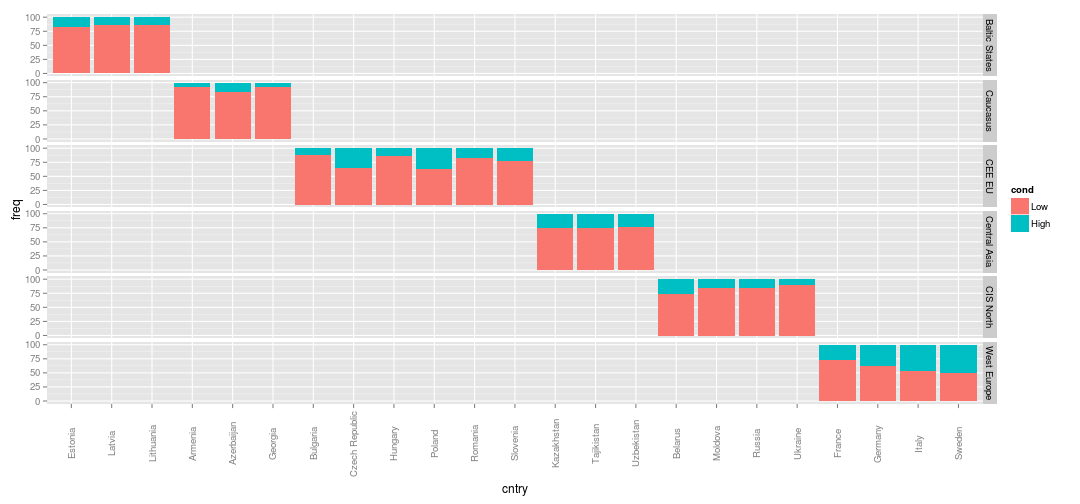 100
75
50
25
0
Baltic States
100
75
50
25
0
Caucasus
100
75
50
25
0
CEE EU
100
75
50
25
0
Central Asia
100
75
50
25
0
CIS North
100
75
50
25
0
West Europe
freq
Estonia
Latvia
Lithuania
Armenia
Azerbaijan
Georgia
Bulgaria
Czech Republic
Hungary
Poland
Romania
Slovenia
Kazakhstan
Tajikistan
Uzbekistan
Belarus
Moldova
Russia
Ukraine
France
Germany
Italy
Sweden
cntry
cond
Low
High